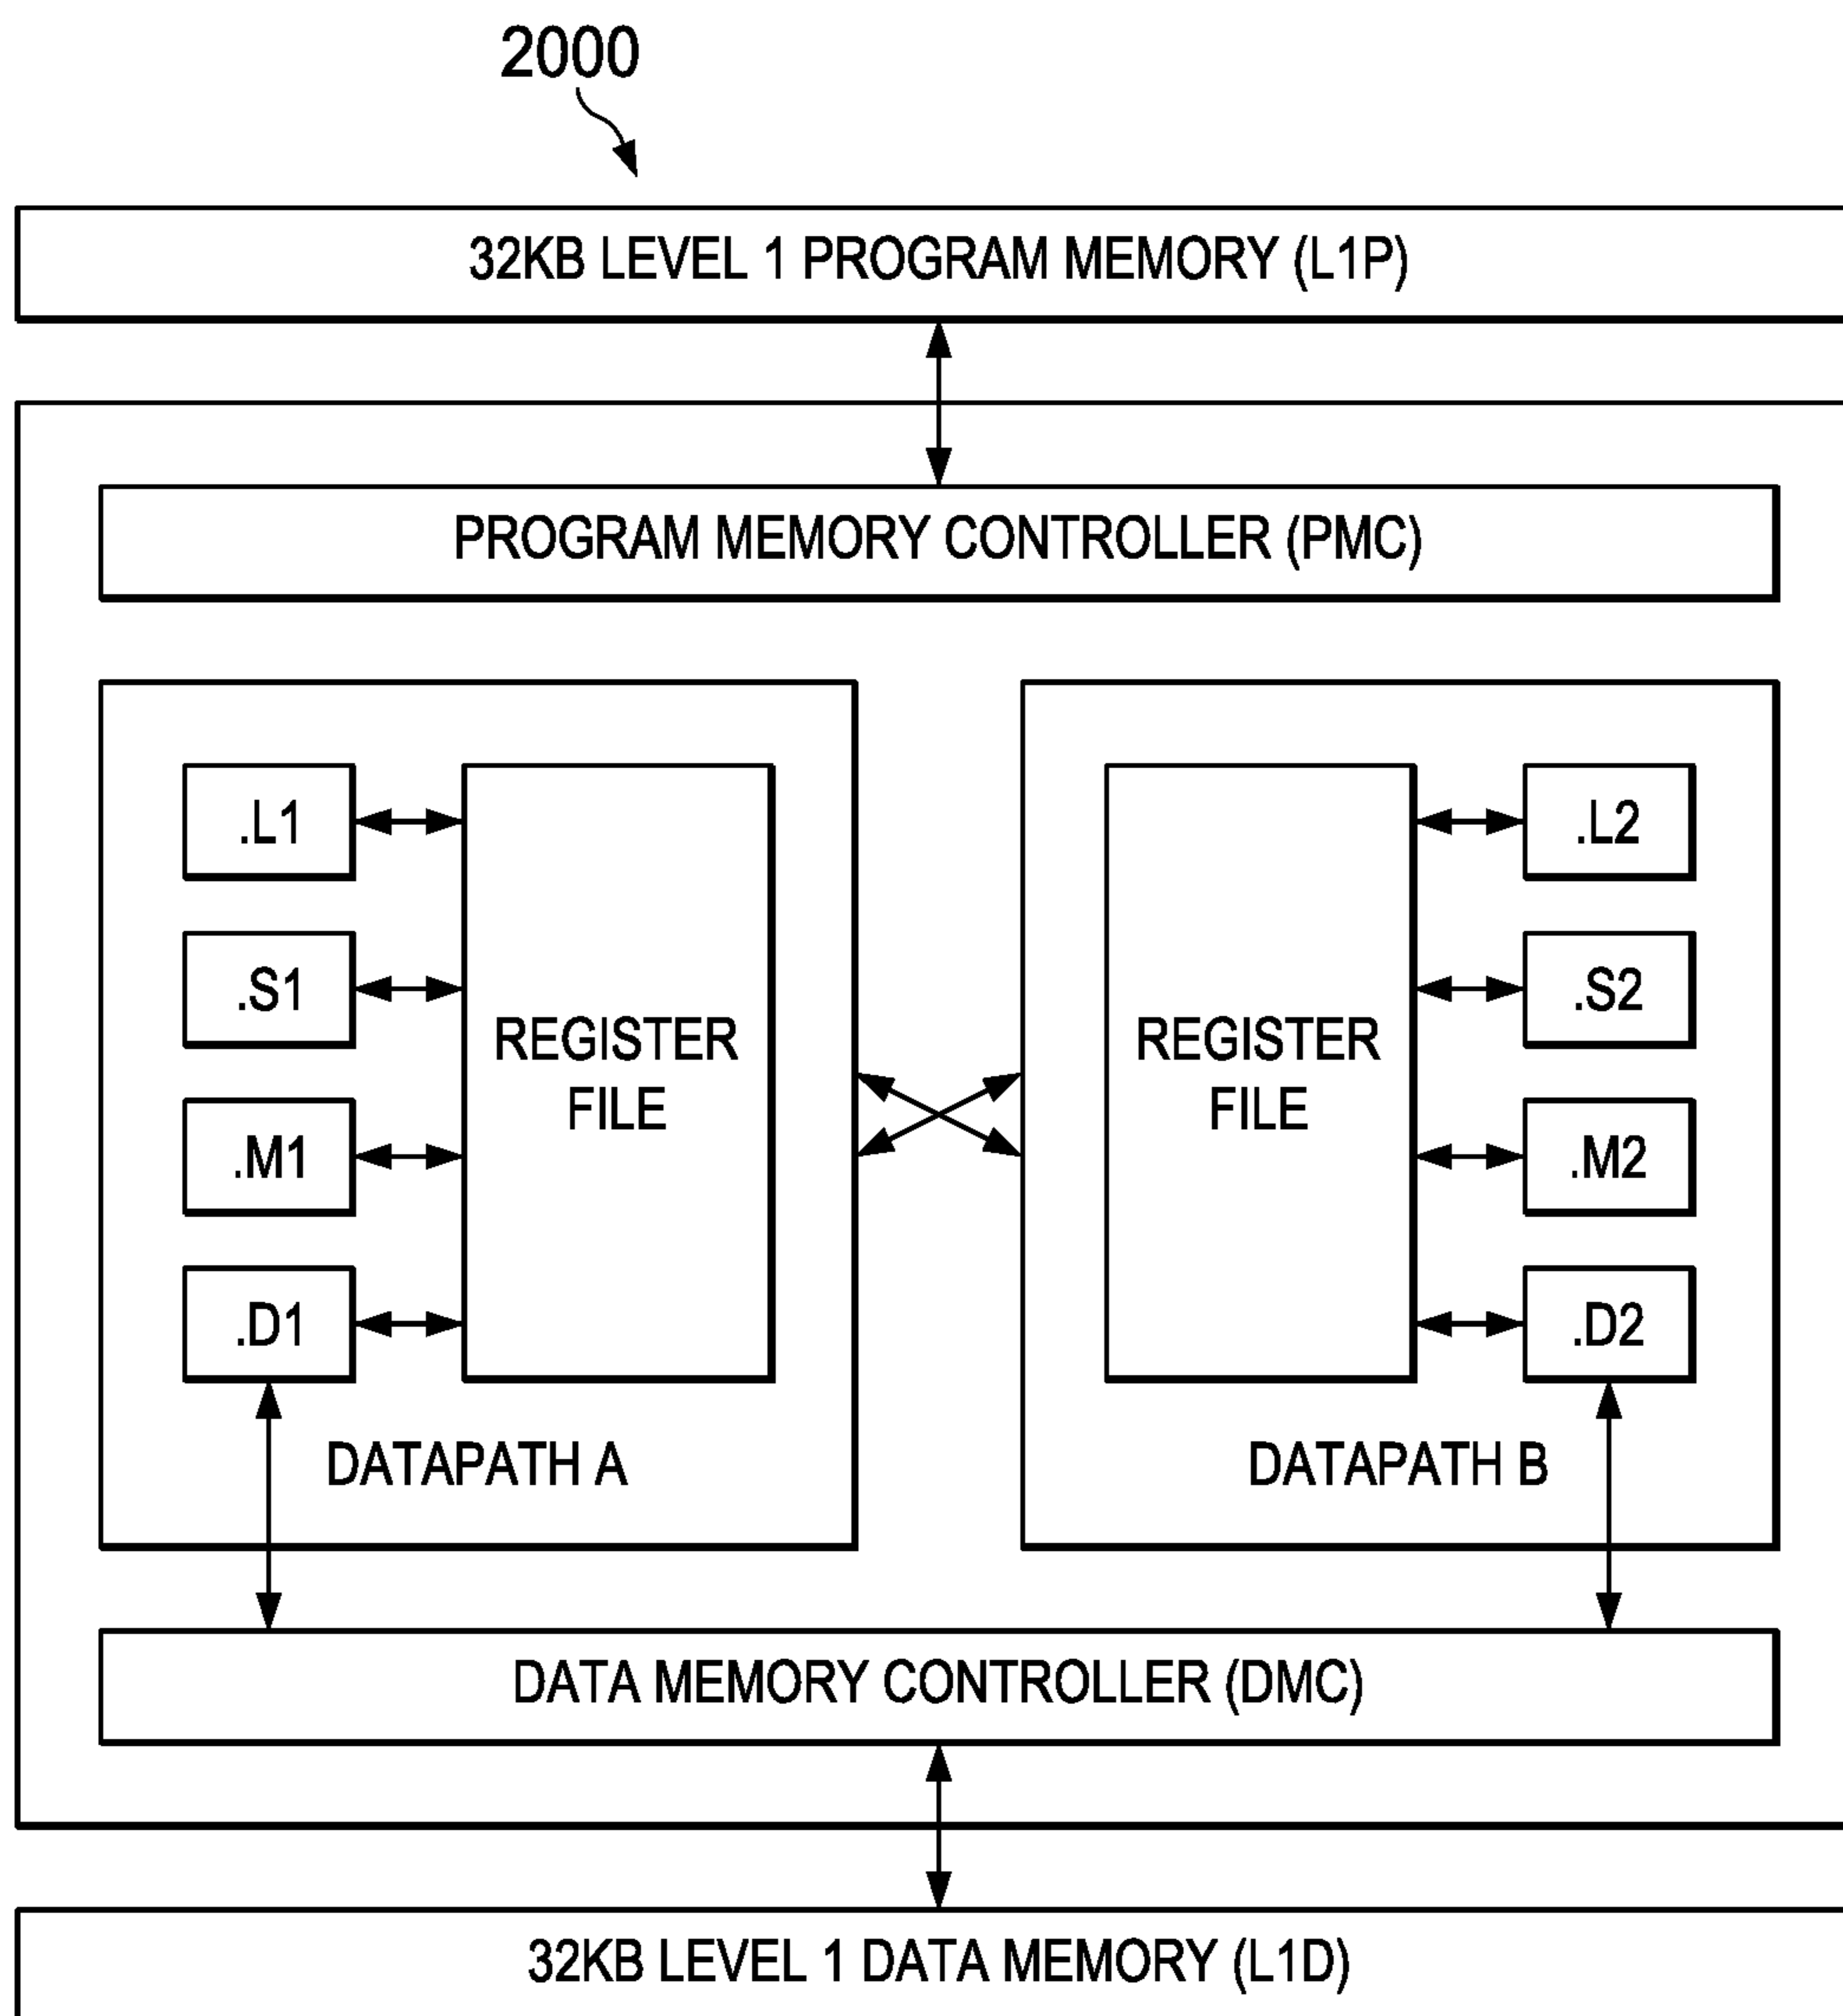 2000
32KB LEVEL 1 PROGRAM MEMORY (L1P)
PROGRAM MEMORY CONTROLLER (PMC)
.L1
.S1
.M1
.D1
REGISTER
FILE
DATAPATH A
REGISTER
FILE
.L2
.S2
.M2
.D2
DATAPATH B
DATA MEMORY CONTROLLER (DMC)
32KB LEVEL 1 DATA MEMORY (L1D)